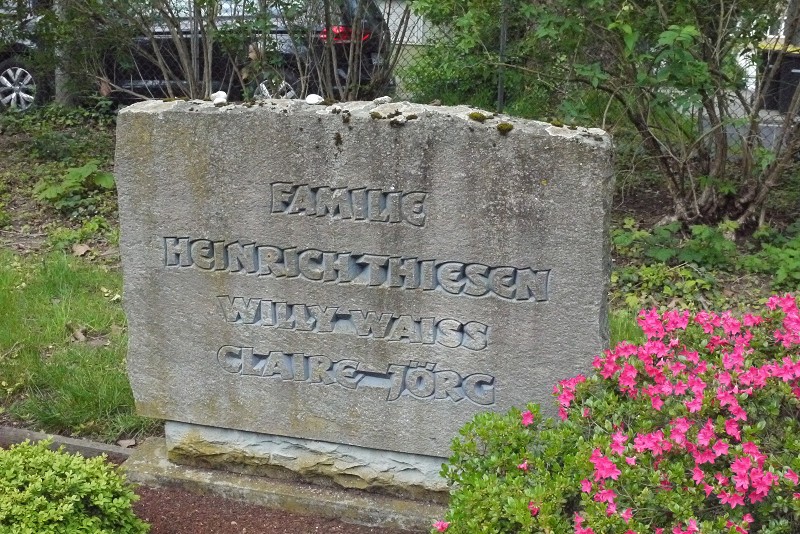 FAMILIE
HEINRICH THIESEN
WILLY WAISS
CLAIRE JÖRG